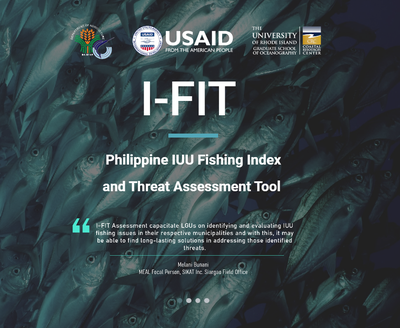 USAID
FROM THE AMERICAN PEOPLE
THE
UNIVERSITY
OF RHODE ISLAND
GRADUATE SCHOOL
OF OCEANOGRAPHY
COASTAL
RESOURCES
CENTER
I-FIT
Philippine IUU Fishing Index
and Threat Assessment Tool
I-FIT Assessment capacitate LGUs on identifying and evaluating IUU
fishing issues in their respective municipalities and with this, it may
be able to find long-lasting solutions in addressing those identified
threats.
Melani Bunani
MEAL Focal Person, SIKAT Inc. Siargao Field Office